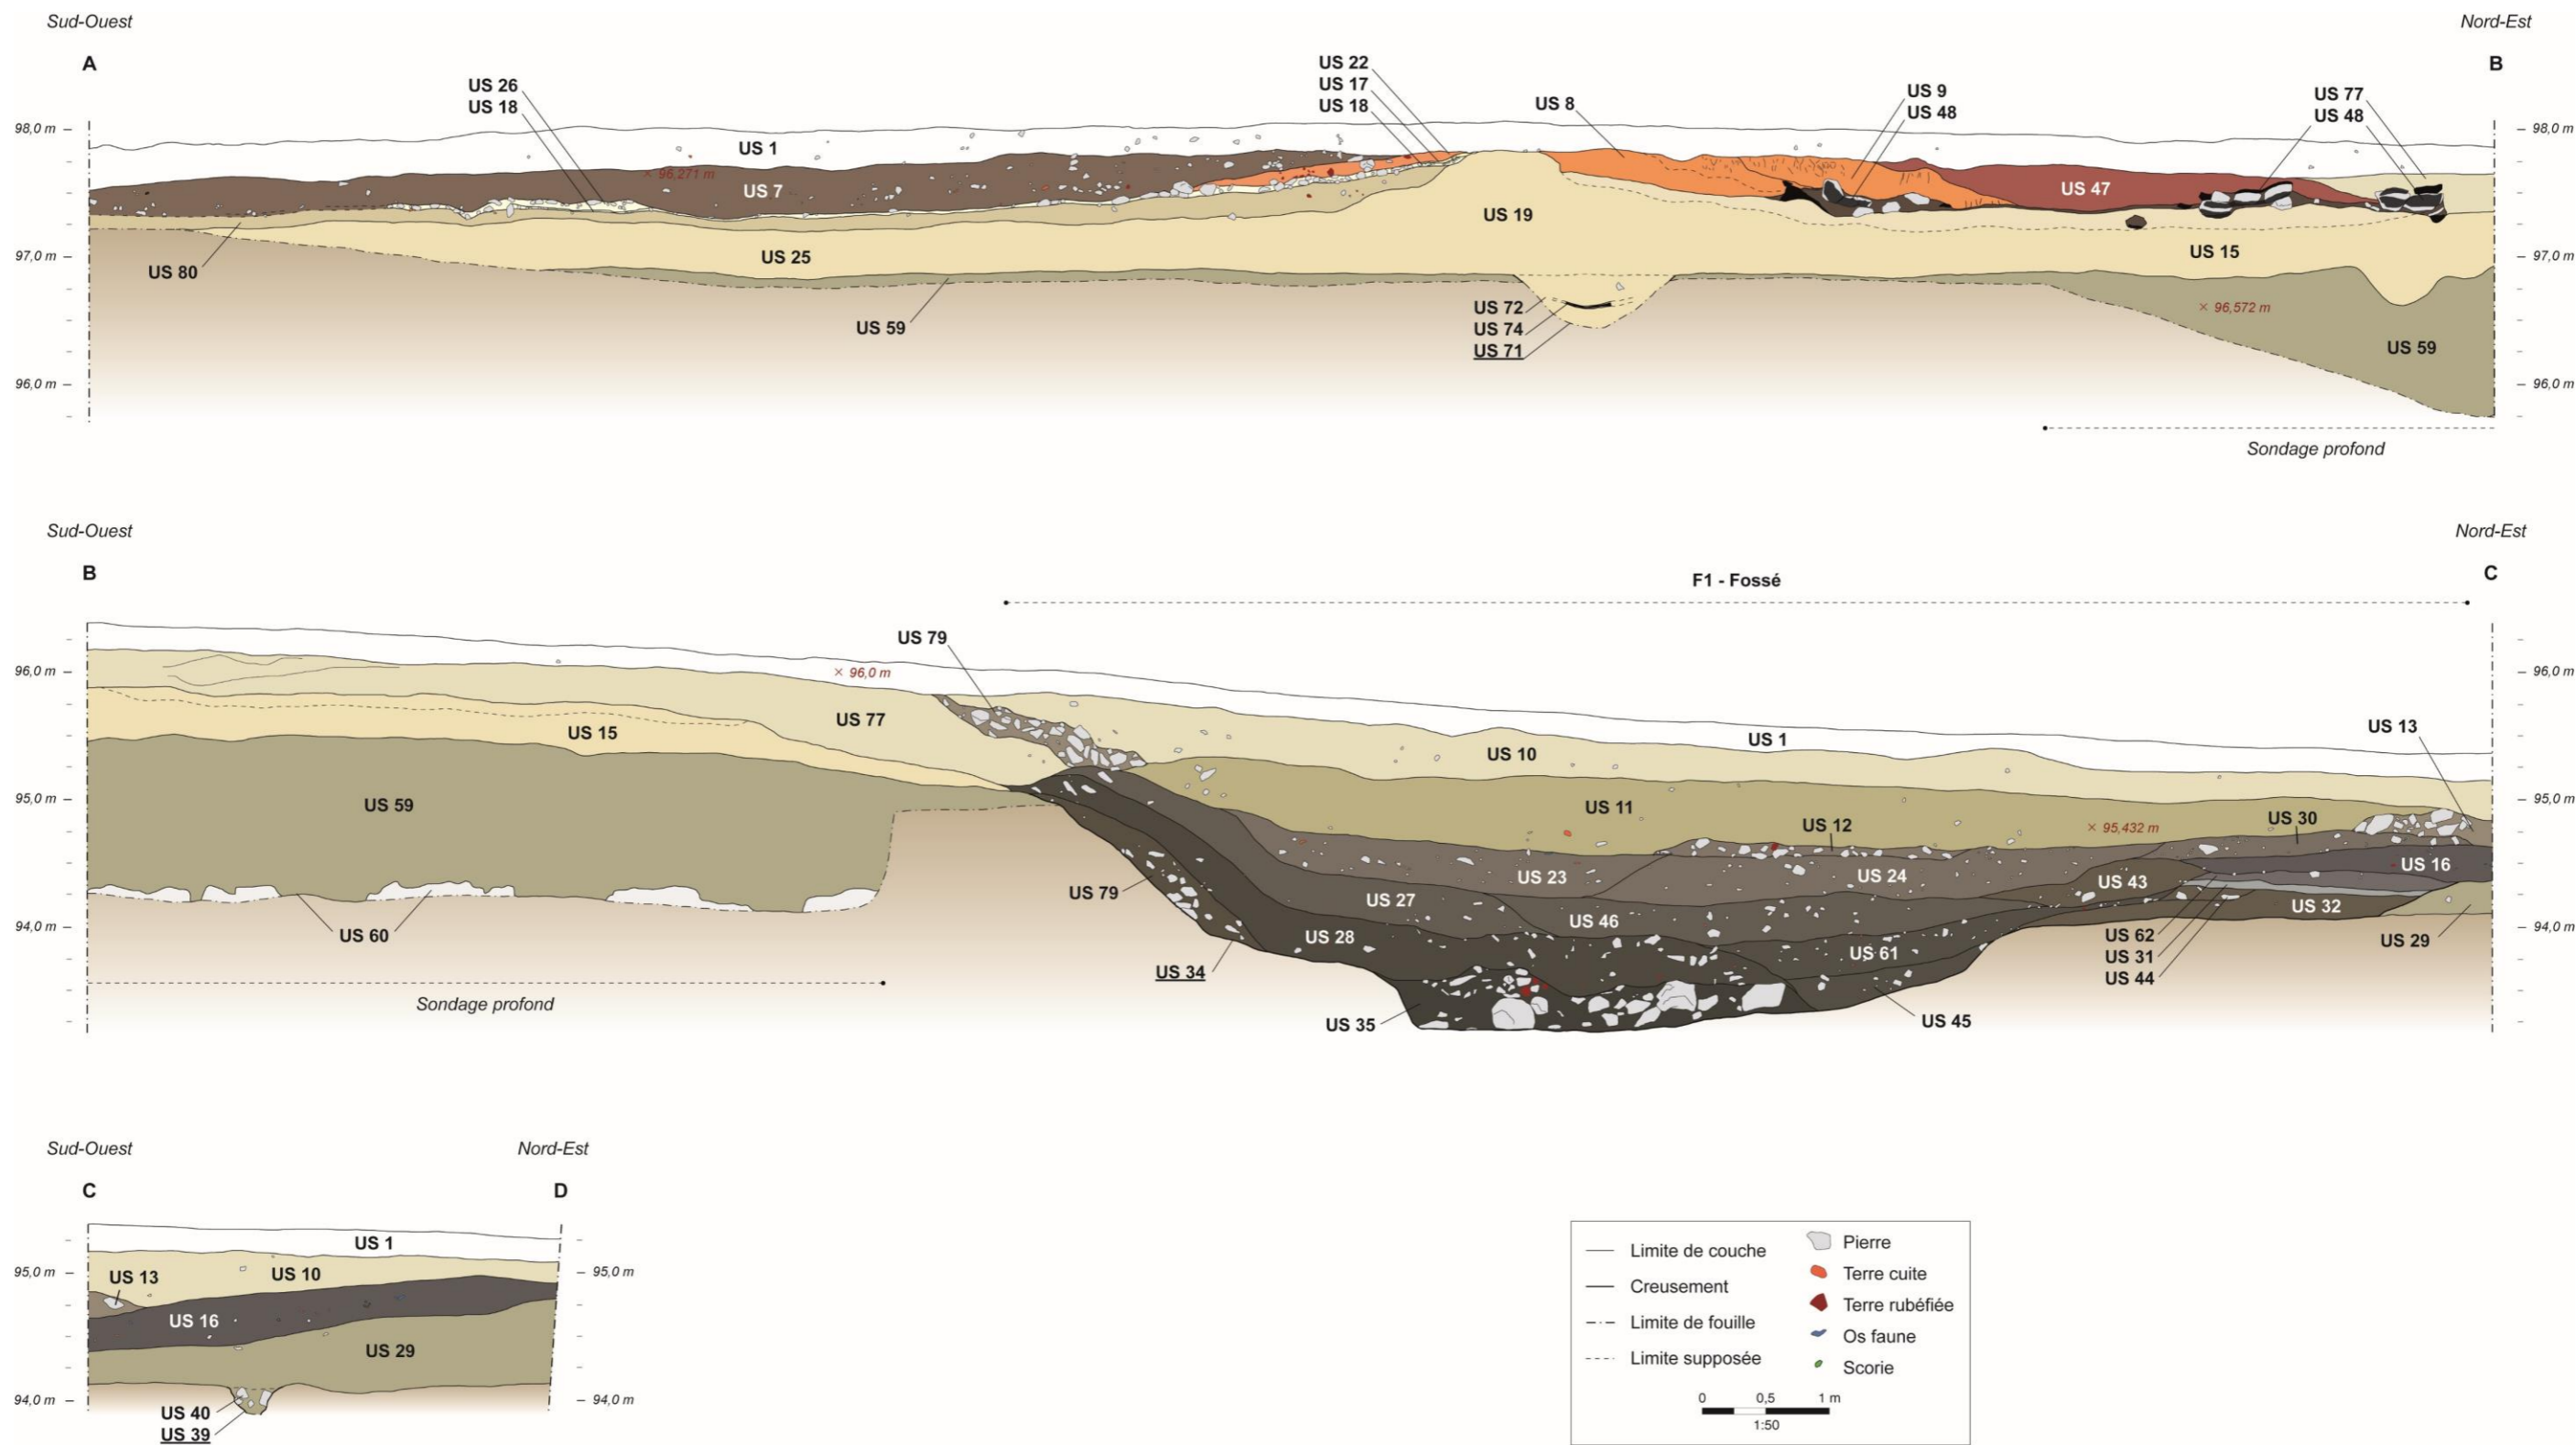 Sud-Ouest
Nord-Est
A
B
US 26
US 18
US 22
US 17
US 18
US 8
US 9
US 48
US 77
US 48
98,0 m
98,0 m
US 1
96,271 m
US 7
US 47
US 19
97,0 m
97,0 m
US 80
US 25
US 15
US 59
US 72
US 74
US 71
96,572 m
US 59
96,0 m
96,0 m
Sondage profond
Sud-Ouest
Nord-Est
B
C
F1 - Fossé
US 79
96,0 m
96,0 m
96,0 m
US 77
US 15
US 10
US 1
US 13
95,0 m
95,0 m
US 59
US 11
US 12
95,432 m
US 30
US 16
US 23
US 24
US 43
US 79
US 27
US 32
US 46
94,0 m
94,0 m
US 60
US 28
US 62
US 29
US 61
US 31
US 34
US 44
Sondage profond
US 35
US 45
Sud-Ouest
Nord-Est
C
D
US 1
95,0 m
95,0 m
US 13
US 10
US 16
US 29
94,0 m
94,0 m
US 40
US 39
Limite de couche
Creusement
Limite de fouille
Limite supposée
Pierre
Terre cuite
Terre rubéfiée
Os faune
Scorie
0 0,5 1 m
1:50